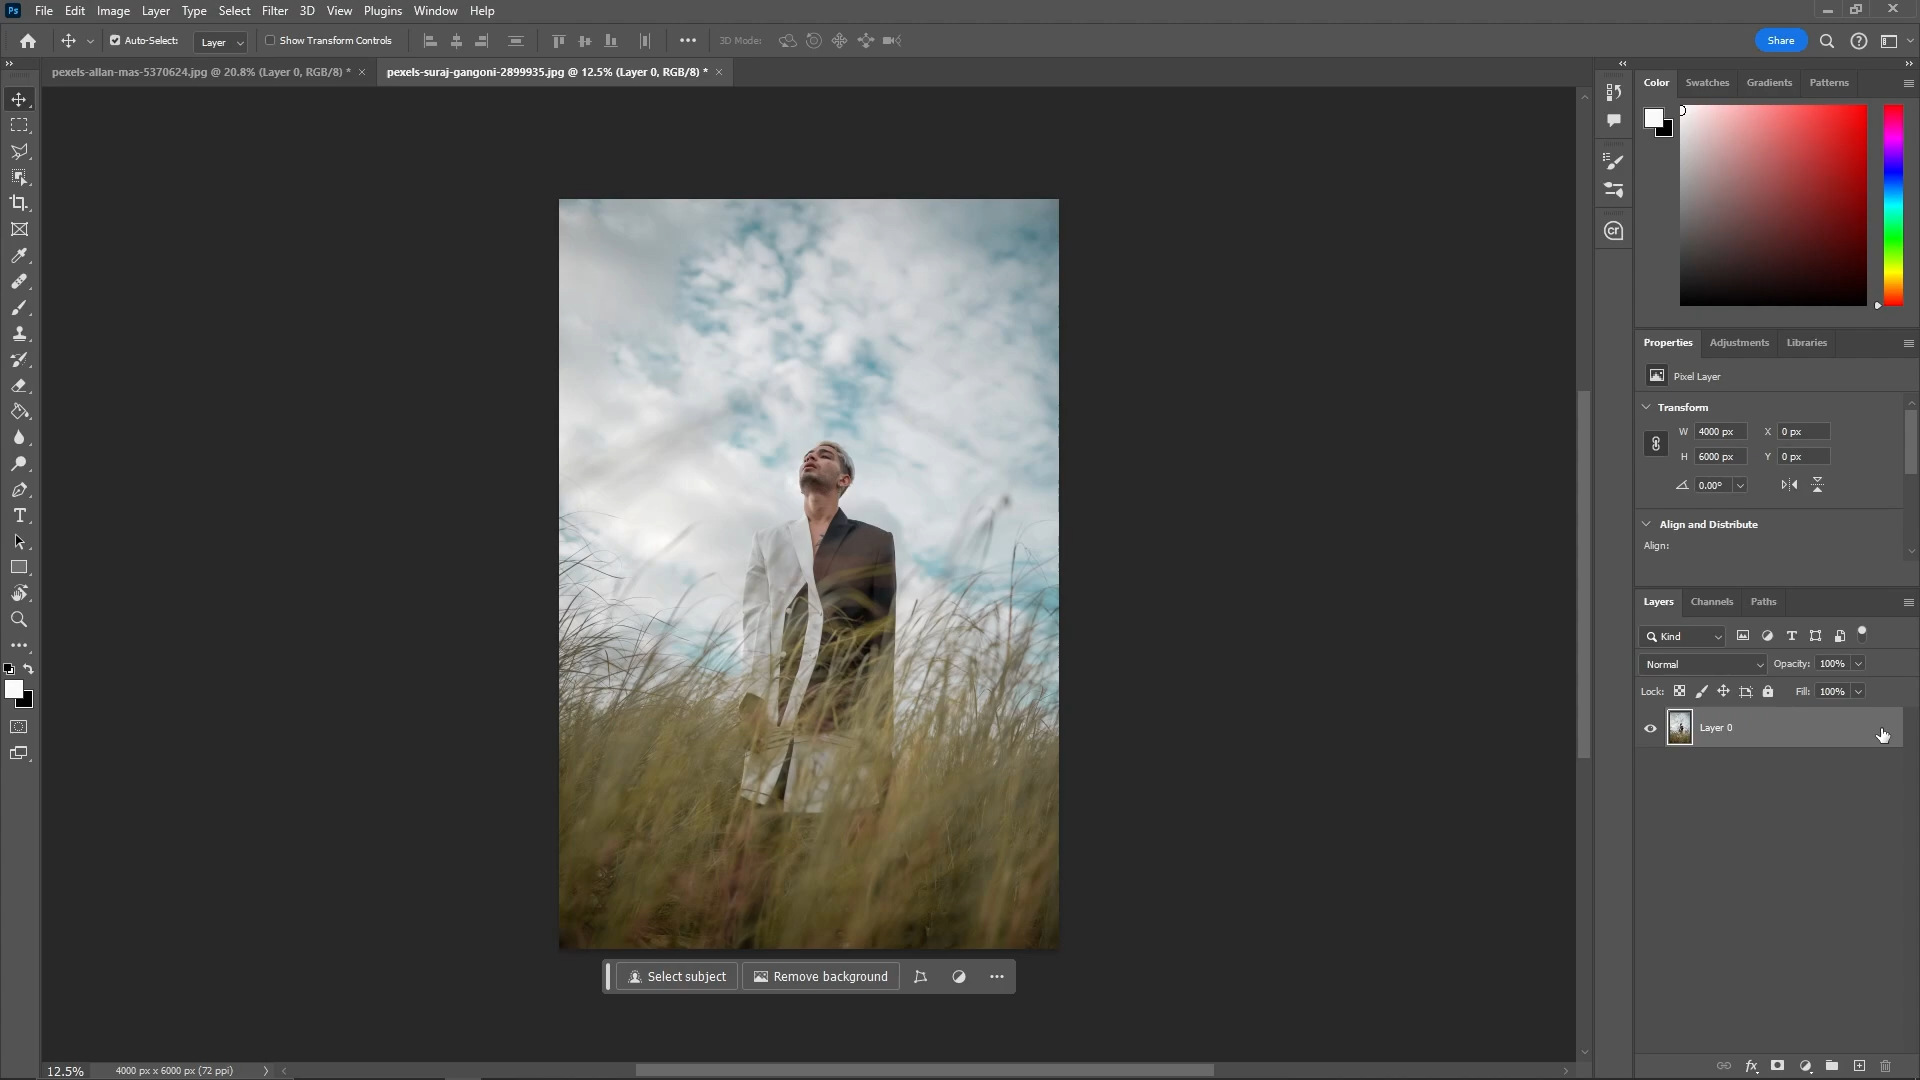 Ps File Edit Image Layer Type Select Filter 3D View Plugins Window Help
Auto-Select: Layer Show Transform Controls 3D Mode: Share
pexels-allan-mas-5370624.jpg @ 20.8% (Layer 0, RGB/8) * pexels-suraj-gangoni-2899935.jpg @ 12.5% (Layer 0, RGB/8) *
Color Swatches Gradients Patterns
cr
Properties Adjustments Libraries
Pixel Layer
Transform
W 4000 px X 0 px
H 6000 px Y 0 px
0.00°
Align and Distribute
Align:
Layers Channels Paths
Kind
Normal Opacity: 100%
Lock: Fill: 100%
Layer 0
Select subject Remove background
12.5% 4000 px x 6000 px (72 ppi)
fx